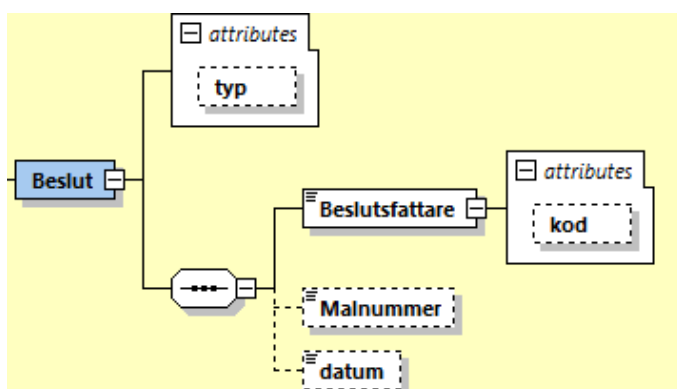 attributes
typ
Beslut
attributes
Beslutsfattare
kod
Malnummer
datum